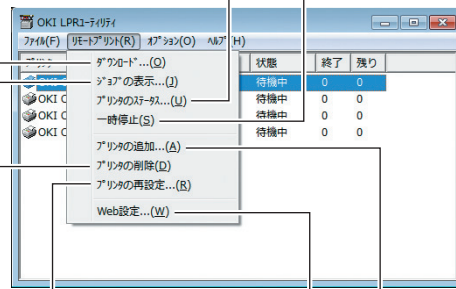 OKI LPRﾕｰﾃｨﾘﾃｨ
ﾌｧｲﾙ(F) ﾘﾓｰﾄﾌﾟﾘﾝﾄ(R) ｵﾌﾟｼｮﾝ(O) ﾍﾙﾌﾟ(H)
状態 終了 残り
ﾀﾞｳﾝﾛｰﾄﾞ...(O)
ｼﾞｮﾌﾞの表示...(J)
ﾌﾟﾘﾝﾀのｽﾃｰﾀｽ...(U)
一時停止(S)
ﾌﾟﾘﾝﾀの追加...(A)
ﾌﾟﾘﾝﾀの削除(D)
ﾌﾟﾘﾝﾀの再設定...(R)
Web設定...(W)
待機中 0 0
OKI C 待機中 0 0
OKI C 待機中 0 0
OKI C 待機中 0 0